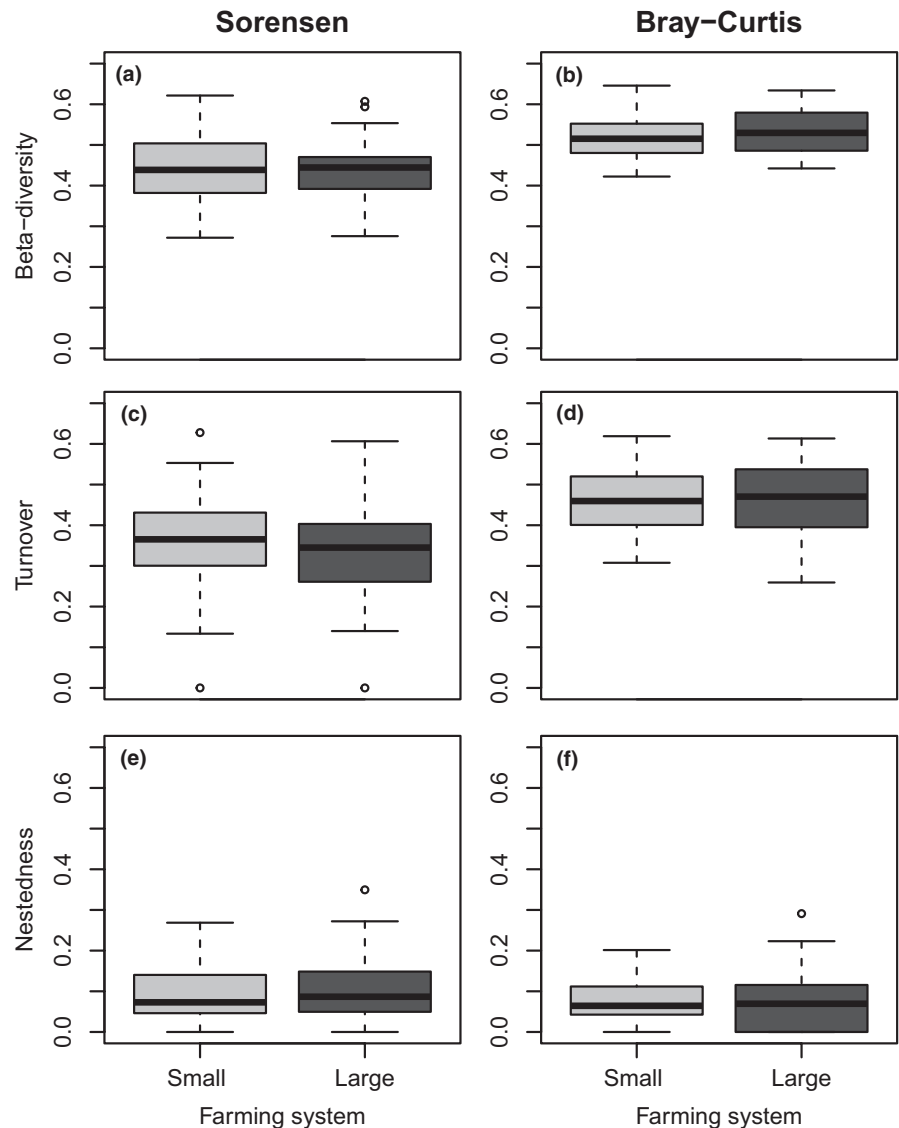 Sorensen
Bray−Curtis
(a)
(b)
Beta−diversity
0.0 0.2 0.4 0.6
0.0 0.2 0.4 0.6
(c)
(d)
Turnover
0.0 0.2 0.4 0.6
0.0 0.2 0.4 0.6
(e)
(f)
Nestedness
0.0 0.2 0.4 0.6
0.0 0.2 0.4 0.6
Small Large
Small Large
Farming system
Farming system